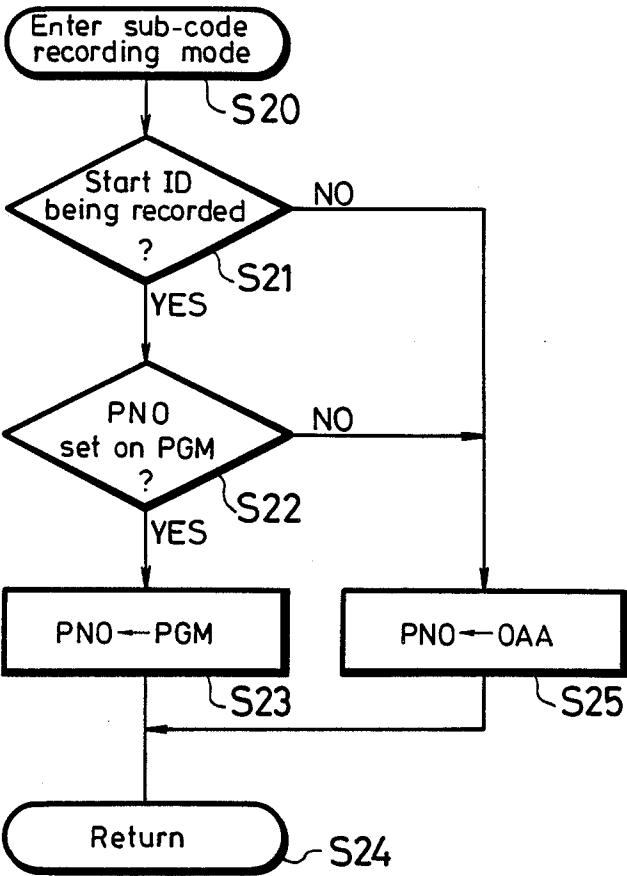 Enter sub-code
recording mode
S20
Start ID
being recorded
?
NO
S21
YES
PNO
set on PGM
?
NO
S22
YES
PNO←PGM
S23
PNO←OAA
S25
Return
S24